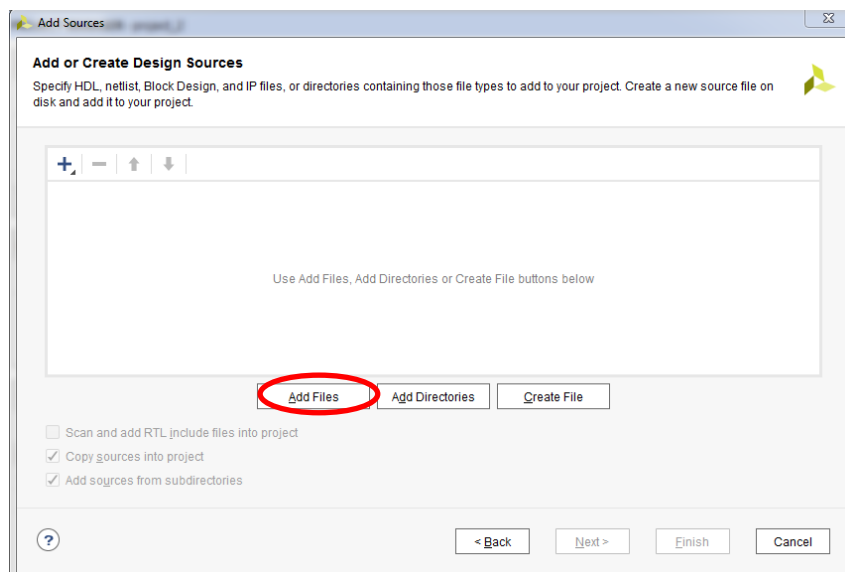 Add Sources
Add or Create Design Sources
Specify HDL, netlist, Block Design, and IP files, or directories containing those file types to add to your project. Create a new source file on
disk and add it to your project.
Use Add Files, Add Directories or Create File buttons below
Add Files Add Directories Create File
Scan and add RTL include files into project
Copy sources into project
Add sources from subdirectories
? < Back Next > Finish Cancel